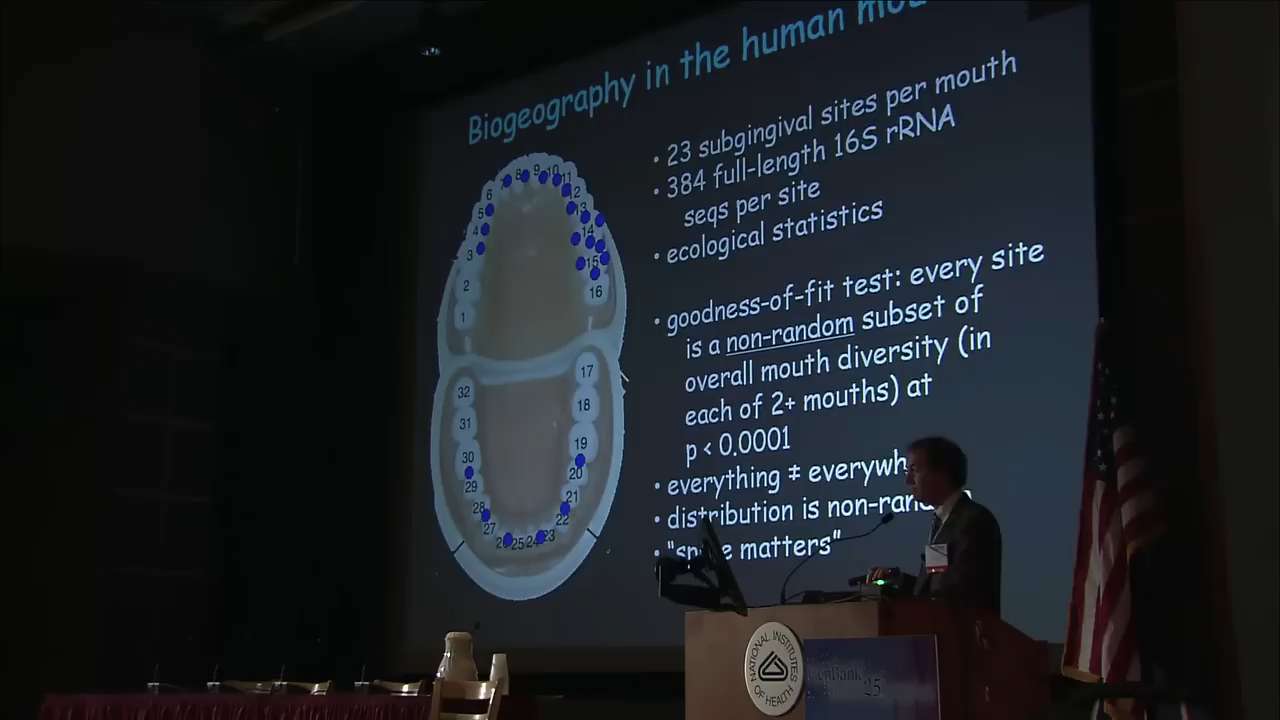 Biogeography in the human
• 23 subgingival sites per mouth
• 384 full-length 16S rRNA
seqs per site
• ecological statistics
• goodness-of-fit test: every site
is a non-random subset of
overall mouth diversity (in
each of 2+ mouths) at
p < 0.0001
• everything ≠
• distribution is
• matters"
8 9 10 11
6 12
5 13
4 14
3 15
2 16
1
17
32 18
31 19
30 20
29 21
28 22
27 23
25 24
NATIONAL INSTITUTES
OF HEALTH
GenBank
25